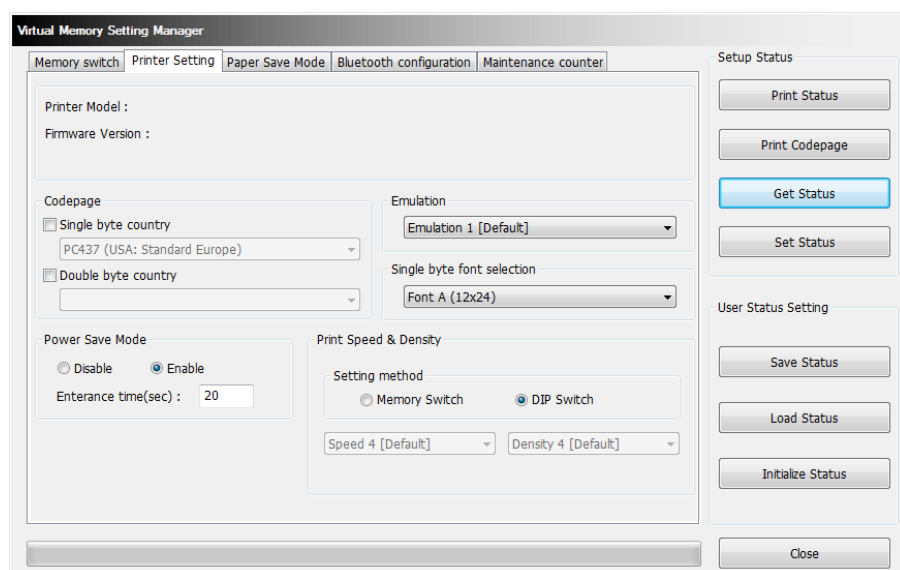 Virtual Memory Setting Manager
Memory switch Printer Setting Paper Save Mode Bluetooth configuration Maintenance counter
Printer Model :
Firmware Version :
Codepage
Single byte country
PC437 (USA: Standard Europe)
Double byte country
Emulation
Emulation 1 [Default]
Single byte font selection
Font A (12x24)
Power Save Mode
Disable Enable
Enterance time(sec) : 20
Print Speed & Density
Setting method
Memory Switch DIP Switch
Speed 4 [Default] Density 4 [Default]
Setup Status
Print Status
Print Codepage
Get Status
Set Status
User Status Setting
Save Status
Load Status
Initialize Status
Close